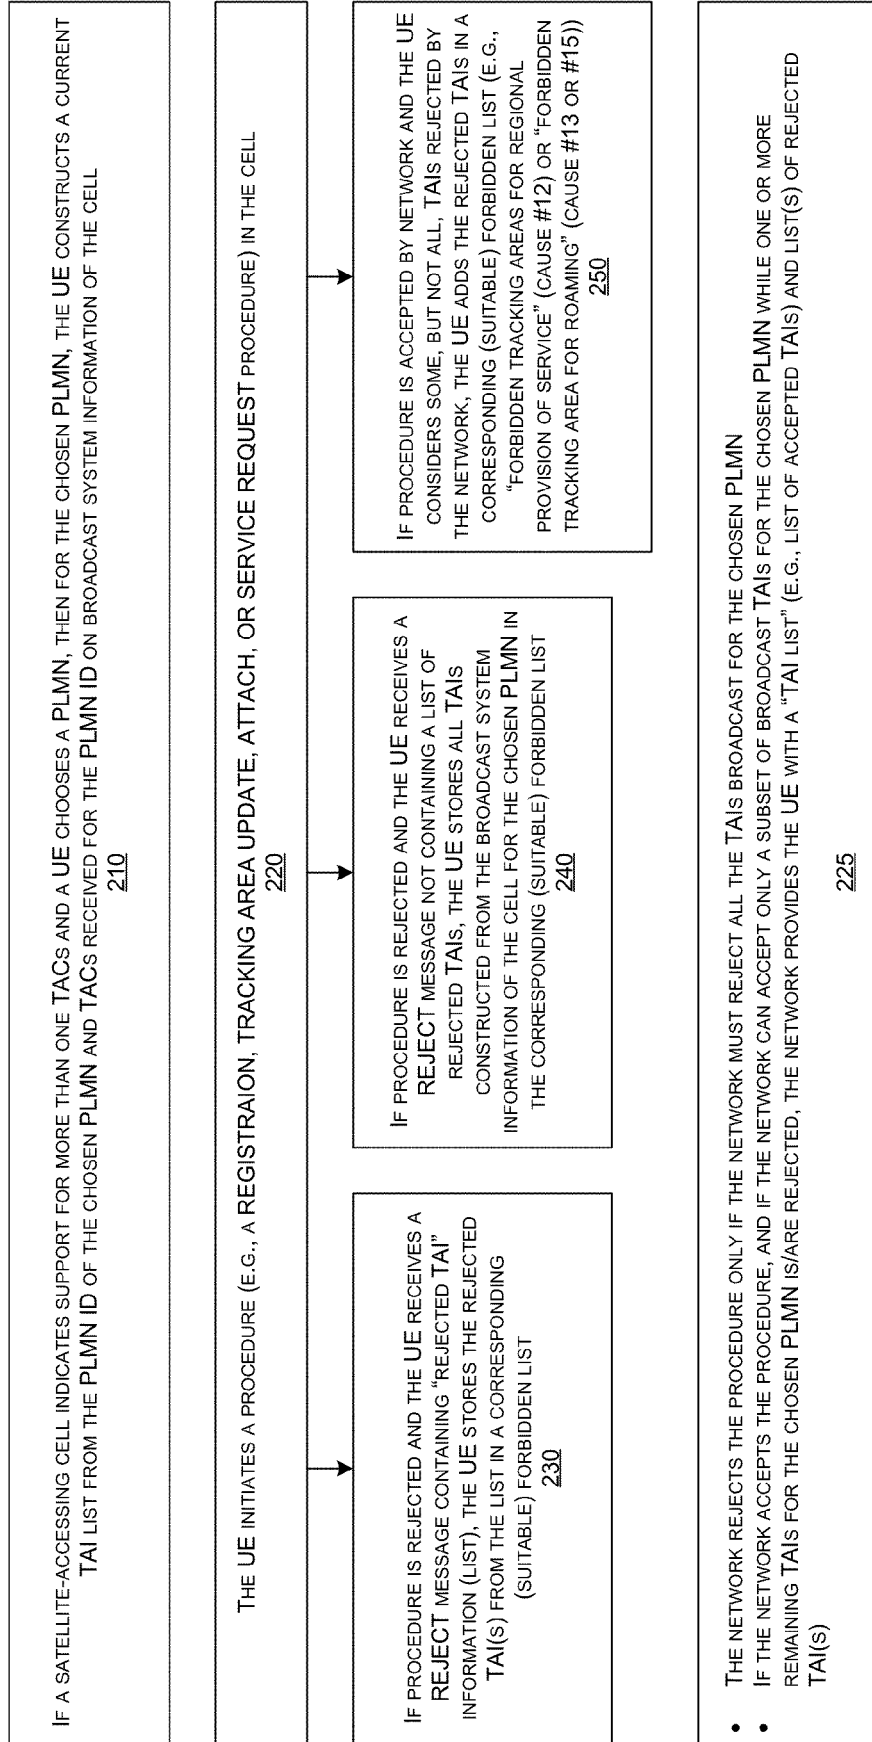 IF A SATELLITE-ACCESSING CELL INDICATES SUPPORT FOR MORE THAN ONE TACS AND A UE CHOOSES A PLMN, THEN FOR THE CHOSEN PLMN, THE UE CONSTRUCTS A CURRENT
TAI LIST FROM THE PLMN ID OF THE CHOSEN PLMN AND TACS RECEIVED FOR THE PLMN ID ON BROADCAST SYSTEM INFORMATION OF THE CELL
210
THE UE INITIATES A PROCEDURE (E.G., A REGISTRAION, TRACKING AREA UPDATE, ATTACH, OR SERVICE REQUEST PROCEDURE) IN THE CELL
220
IF PROCEDURE IS REJECTED AND THE UE RECEIVES A
REJECT MESSAGE CONTAINING “REJECTED TAI”
INFORMATION (LIST), THE UE STORES THE REJECTED
TAI(S) FROM THE LIST IN A CORRESPONDING
(SUITABLE) FORBIDDEN LIST
230
IF PROCEDURE IS REJECTED AND THE UE RECEIVES A
REJECT MESSAGE NOT CONTAINING A LIST OF
REJECTED TAIS, THE UE STORES ALL TAIS
CONSTRUCTED FROM THE BROADCAST SYSTEM
INFORMATION OF THE CELL FOR THE CHOSEN PLMN IN
THE CORRESPONDING (SUITABLE) FORBIDDEN LIST
240
IF PROCEDURE IS ACCEPTED BY NETWORK AND THE UE
CONSIDERS SOME, BUT NOT ALL, TAIS REJECTED BY
THE NETWORK, THE UE ADDS THE REJECTED TAIS IN A
CORRESPONDING (SUITABLE) FORBIDDEN LIST (E.G.,
“FORBIDDEN TRACKING AREAS FOR REGIONAL
PROVISION OF SERVICE” (CAUSE #12) OR “FORBIDDEN
TRACKING AREA FOR ROAMING” (CAUSE #13 OR #15))
250
• THE NETWORK REJECTS THE PROCEDURE ONLY IF THE NETWORK MUST REJECT ALL THE TAIS BROADCAST FOR THE CHOSEN PLMN
• IF THE NETWORK ACCEPTS THE PROCEDURE, AND IF THE NETWORK CAN ACCEPT ONLY A SUBSET OF BROADCAST TAIS FOR THE CHOSEN PLMN WHILE ONE OR MORE
REMAINING TAIS FOR THE CHOSEN PLMN IS/ARE REJECTED, THE NETWORK PROVIDES THE UE WITH A “TAI LIST” (E.G., LIST OF ACCEPTED TAIS) AND LIST(S) OF REJECTED
TAI(S)
225